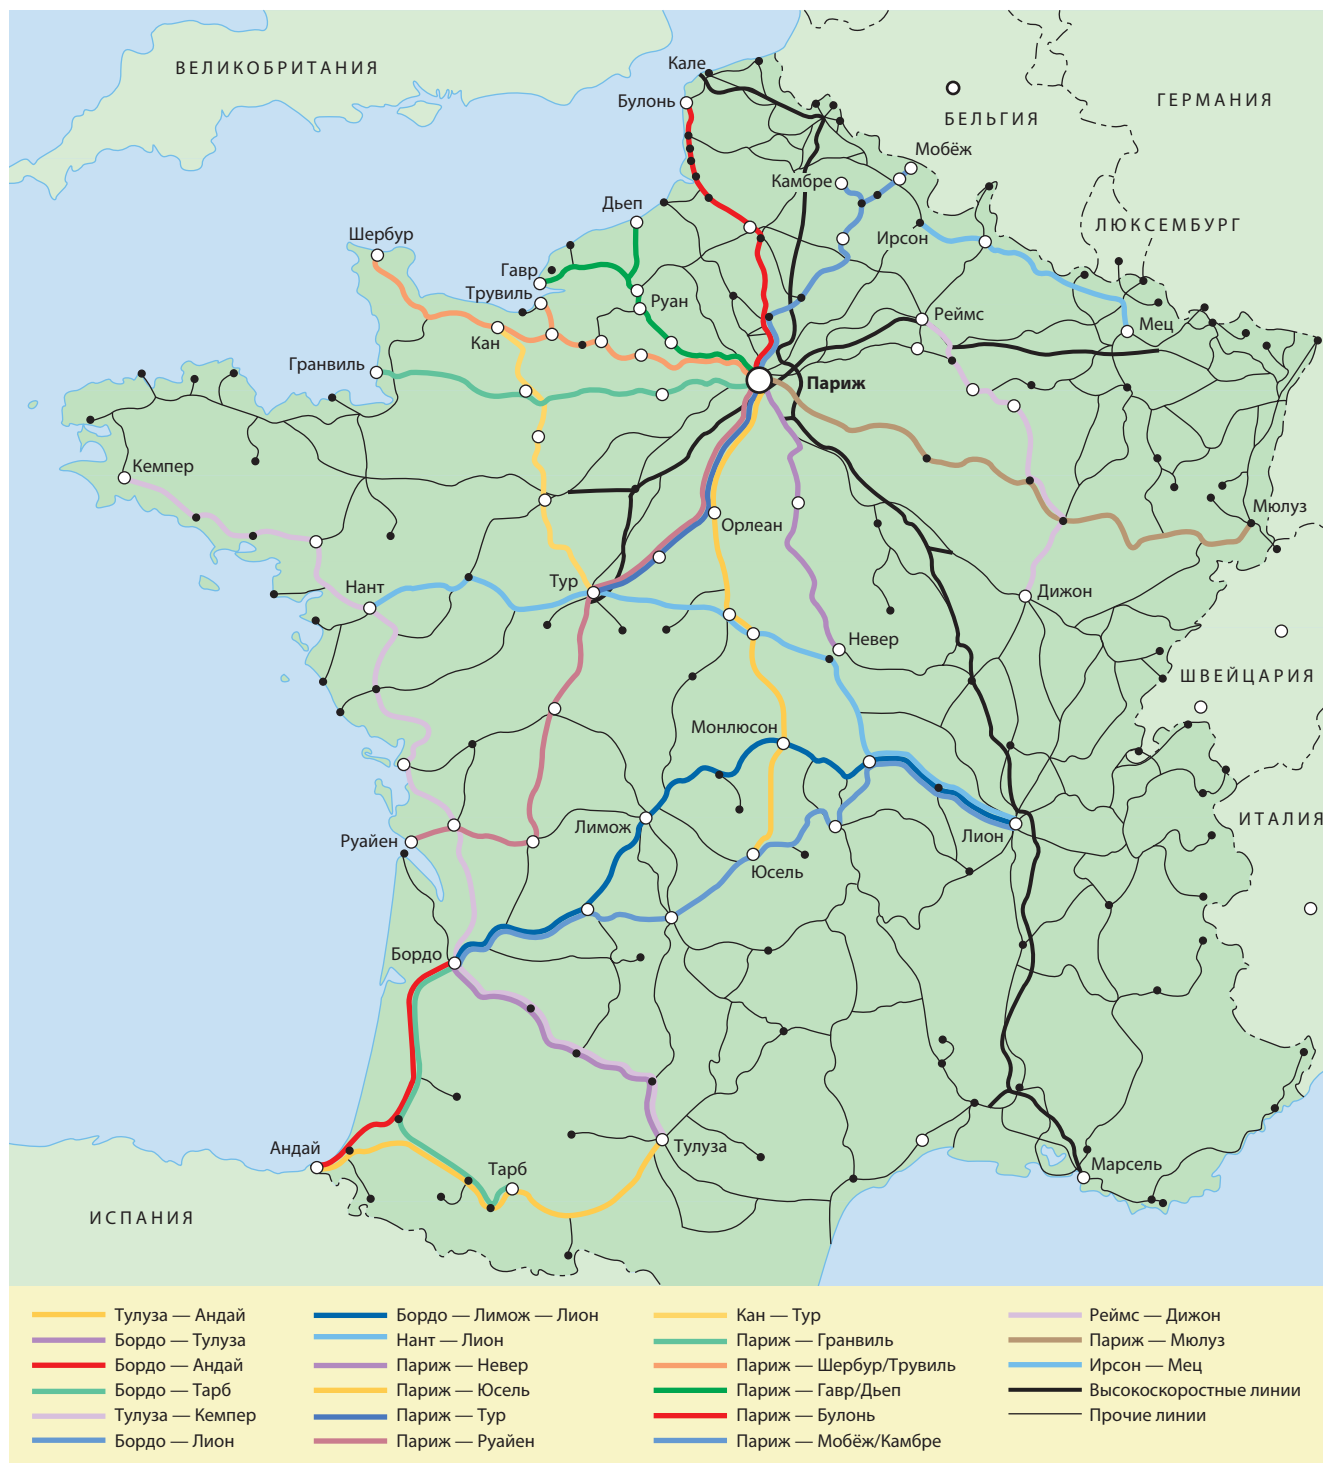 ВЕЛИКОБРИТАНИЯ
Кале
Булонь
ГЕРМАНИЯ
БЕЛЬГИЯ
Мобёж
Камбре
Дьеп
ЛЮКСЕМБУРГ
Шербур
Ирсон
Гавр
Трувиль
Руан
Реймс
Мец
Кан
Гранвиль
Париж
Кемпер
Мюлуз
Орлеан
Тур
Нант
Дижон
Невер
ШВЕЙЦАРИЯ
Монлюсон
Лимож
Лион
ИТАЛИЯ
Руайен
Юсель
Бордо
Андай
Тулуза
Тарб
Марсель
ИСПАНИЯ
Тулуза — Андай
Бордо — Тулуза
Бордо — Андай
Бордо — Тарб
Тулуза — Кемпер
Бордо — Лион
Бордо — Лимож — Лион
Нант — Лион
Париж — Невер
Париж — Юсель
Париж — Тур
Париж — Руайен
Кан — Тур
Париж — Гранвиль
Париж — Шербур/Трувиль
Париж — Гавр/Дьеп
Париж — Булонь
Париж — Мобёж/Камбре
Реймс — Дижон
Париж — Мюлуз
Ирсон — Мец
Высокоскоростные линии
Прочие линии